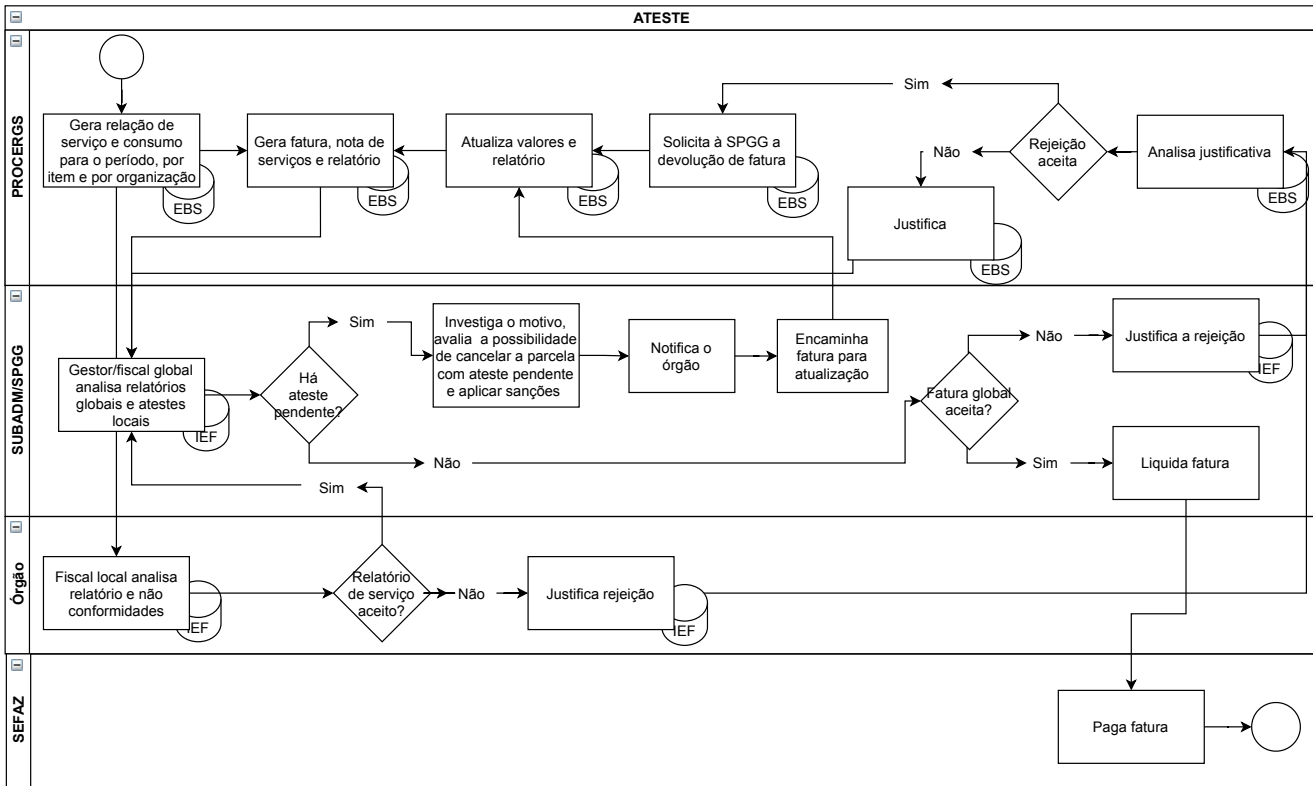 ATESTE
PROCERGS
Gera relação de
serviço e consumo
para o período, por
item e por organização
EBS
Gera fatura, nota de
serviços e relatório
EBS
Atualiza valores e
relatório
EBS
Solicita à SPGG a
devolução de fatura
EBS
Sim
Não
Rejeição
aceita
Analisa justificativa
EBS
Justifica
EBS
SUBADM/SPGG
Gestor/fiscal global
analisa relatórios
globais e atestes
locais
IEF
Há
ateste
pendente?
Sim
Não
Investiga o motivo,
avalia a possibilidade
de cancelar a parcela
com ateste pendente
e aplicar sanções
Notifica o
órgão
Encaminha
fatura para
atualização
Fatura global
aceita?
Não
Justifica a rejeição
IEF
Sim
Liquida fatura
Sim
Órgão
Fiscal local analisa
relatório e não
conformidades
IEF
Relatório
de serviço
aceito?
Não
Justifica rejeição
IEF
SEFAZ
Paga fatura